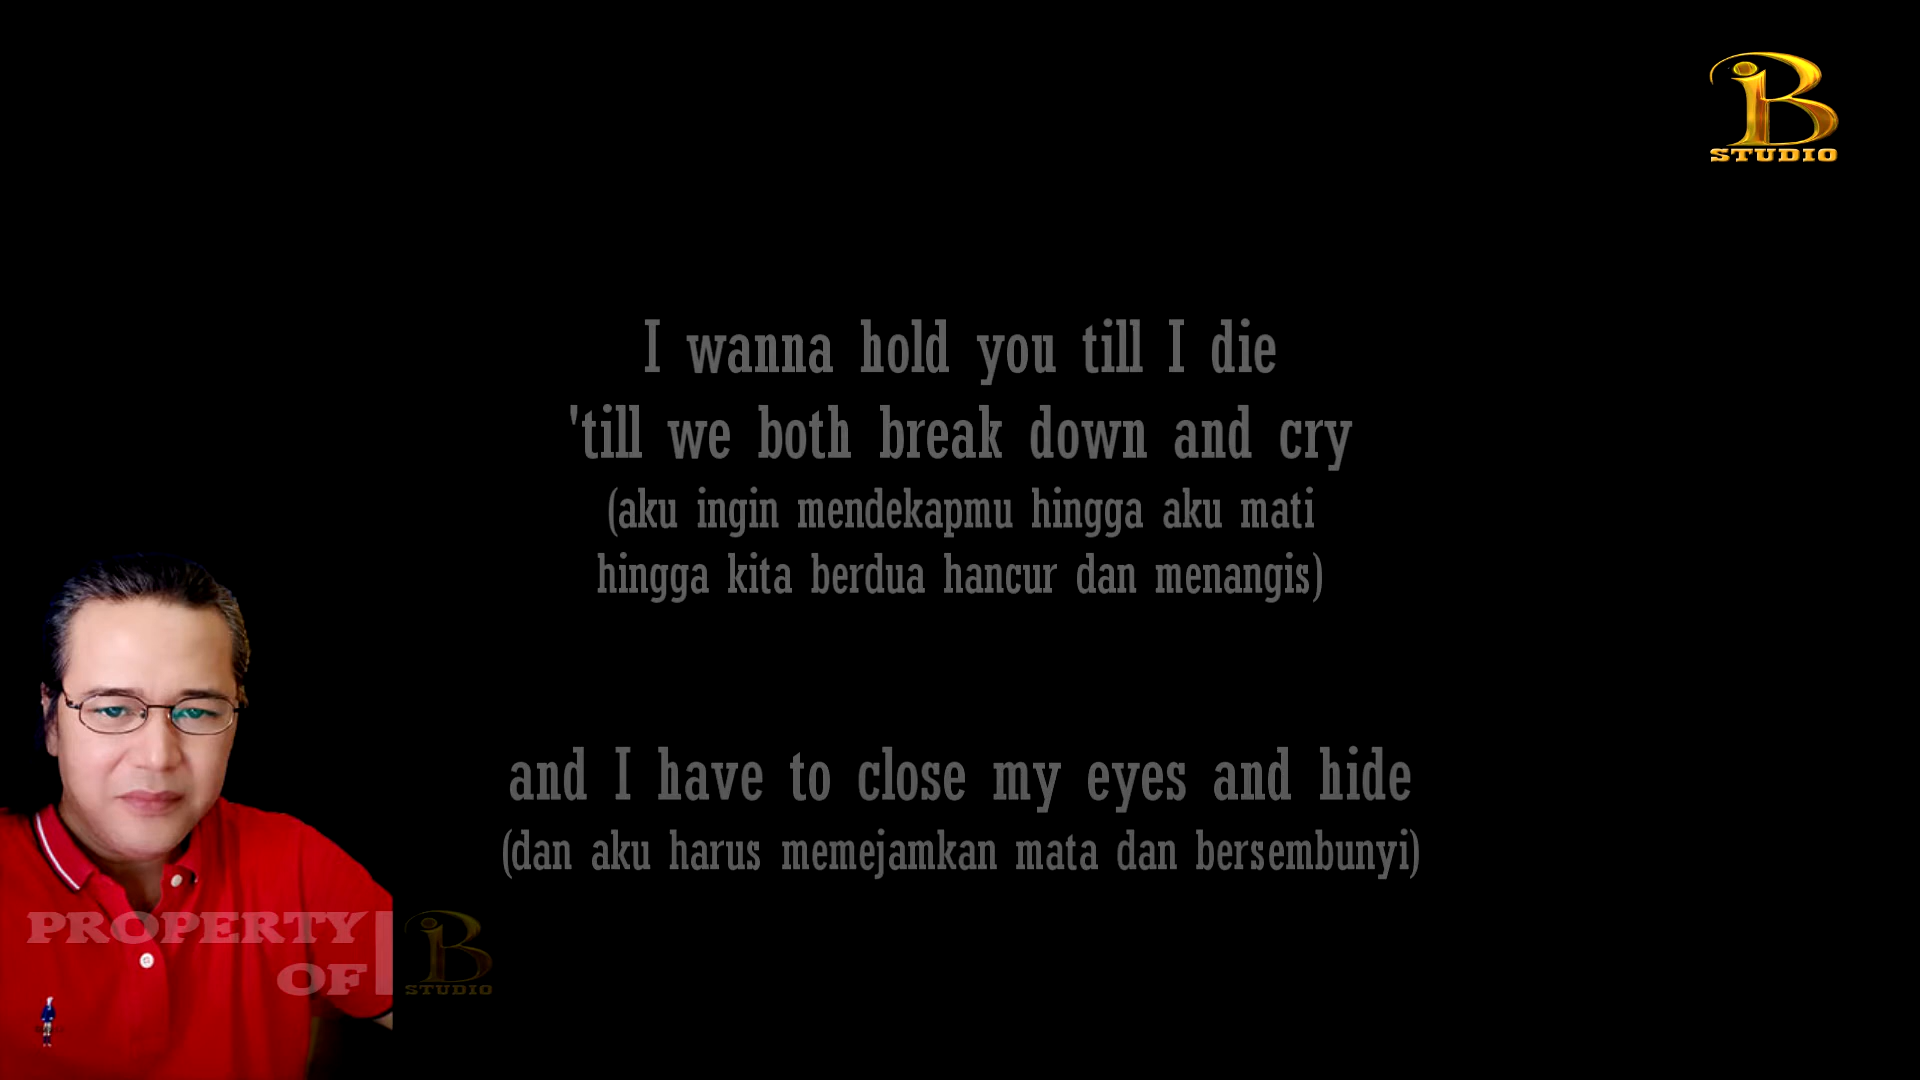 B
STUDIO
I wanna hold you till I die
'till we both break down and cry
(aku ingin mendekapmu hingga aku mati
hingga kita berdua hancur dan menangis)
and I have to close my eyes and hide
(dan aku harus memejamkan mata dan bersembunyi)
PROPERTY
OF
B
STUDIO